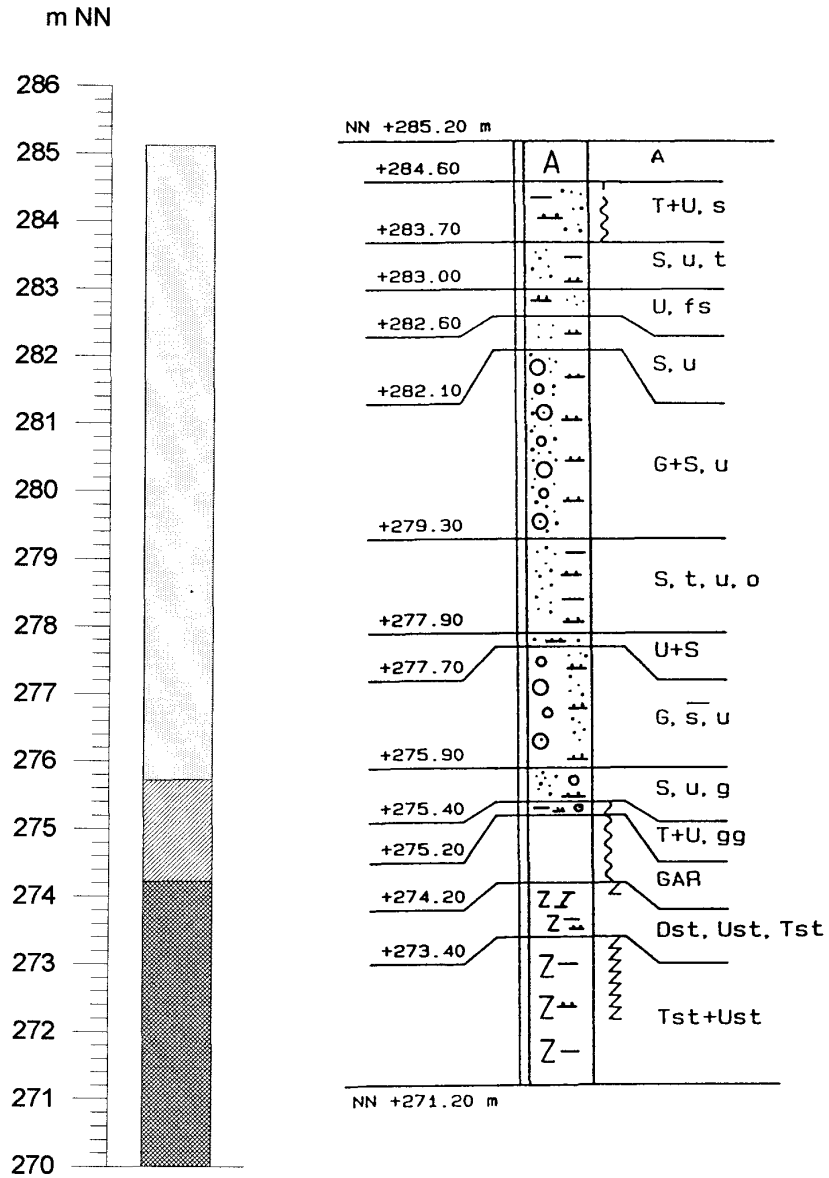 m NN
286
285
284
283
282
281
280
279
278
277
276
275
274
273
272
271
270
NN +285.20 m
A A
+284.60
T+U, s
+283.70
S, u, t
+283.00
U, fs
+282.60
S, u
+282.10
G+S, u
+279.30
S, t, u, o
+277.90
U+S
+277.70
G, s̅, u
+275.90
S, u, g
+275.40
T+U, gg
+275.20
GAR
+274.20
Z I
Z
Dst, Ust, Tst
+273.40
Z
Z
Tst+Ust
Z
NN +271.20 m